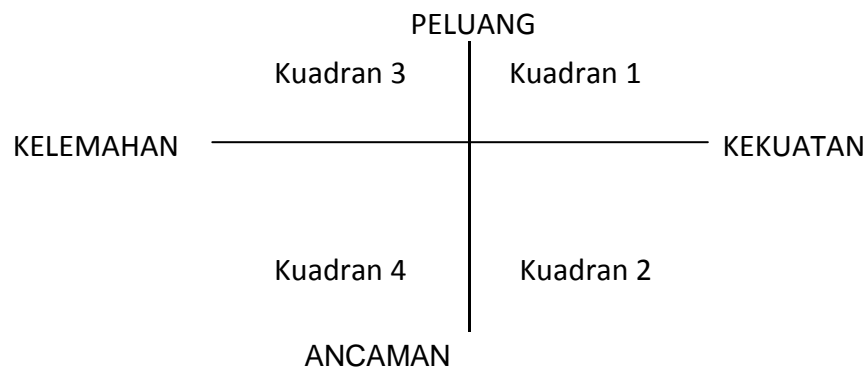 PELUANG
Kuadran 3 Kuadran 1
KELEMAHAN KEKUATAN
Kuadran 4 Kuadran 2
ANCAMAN